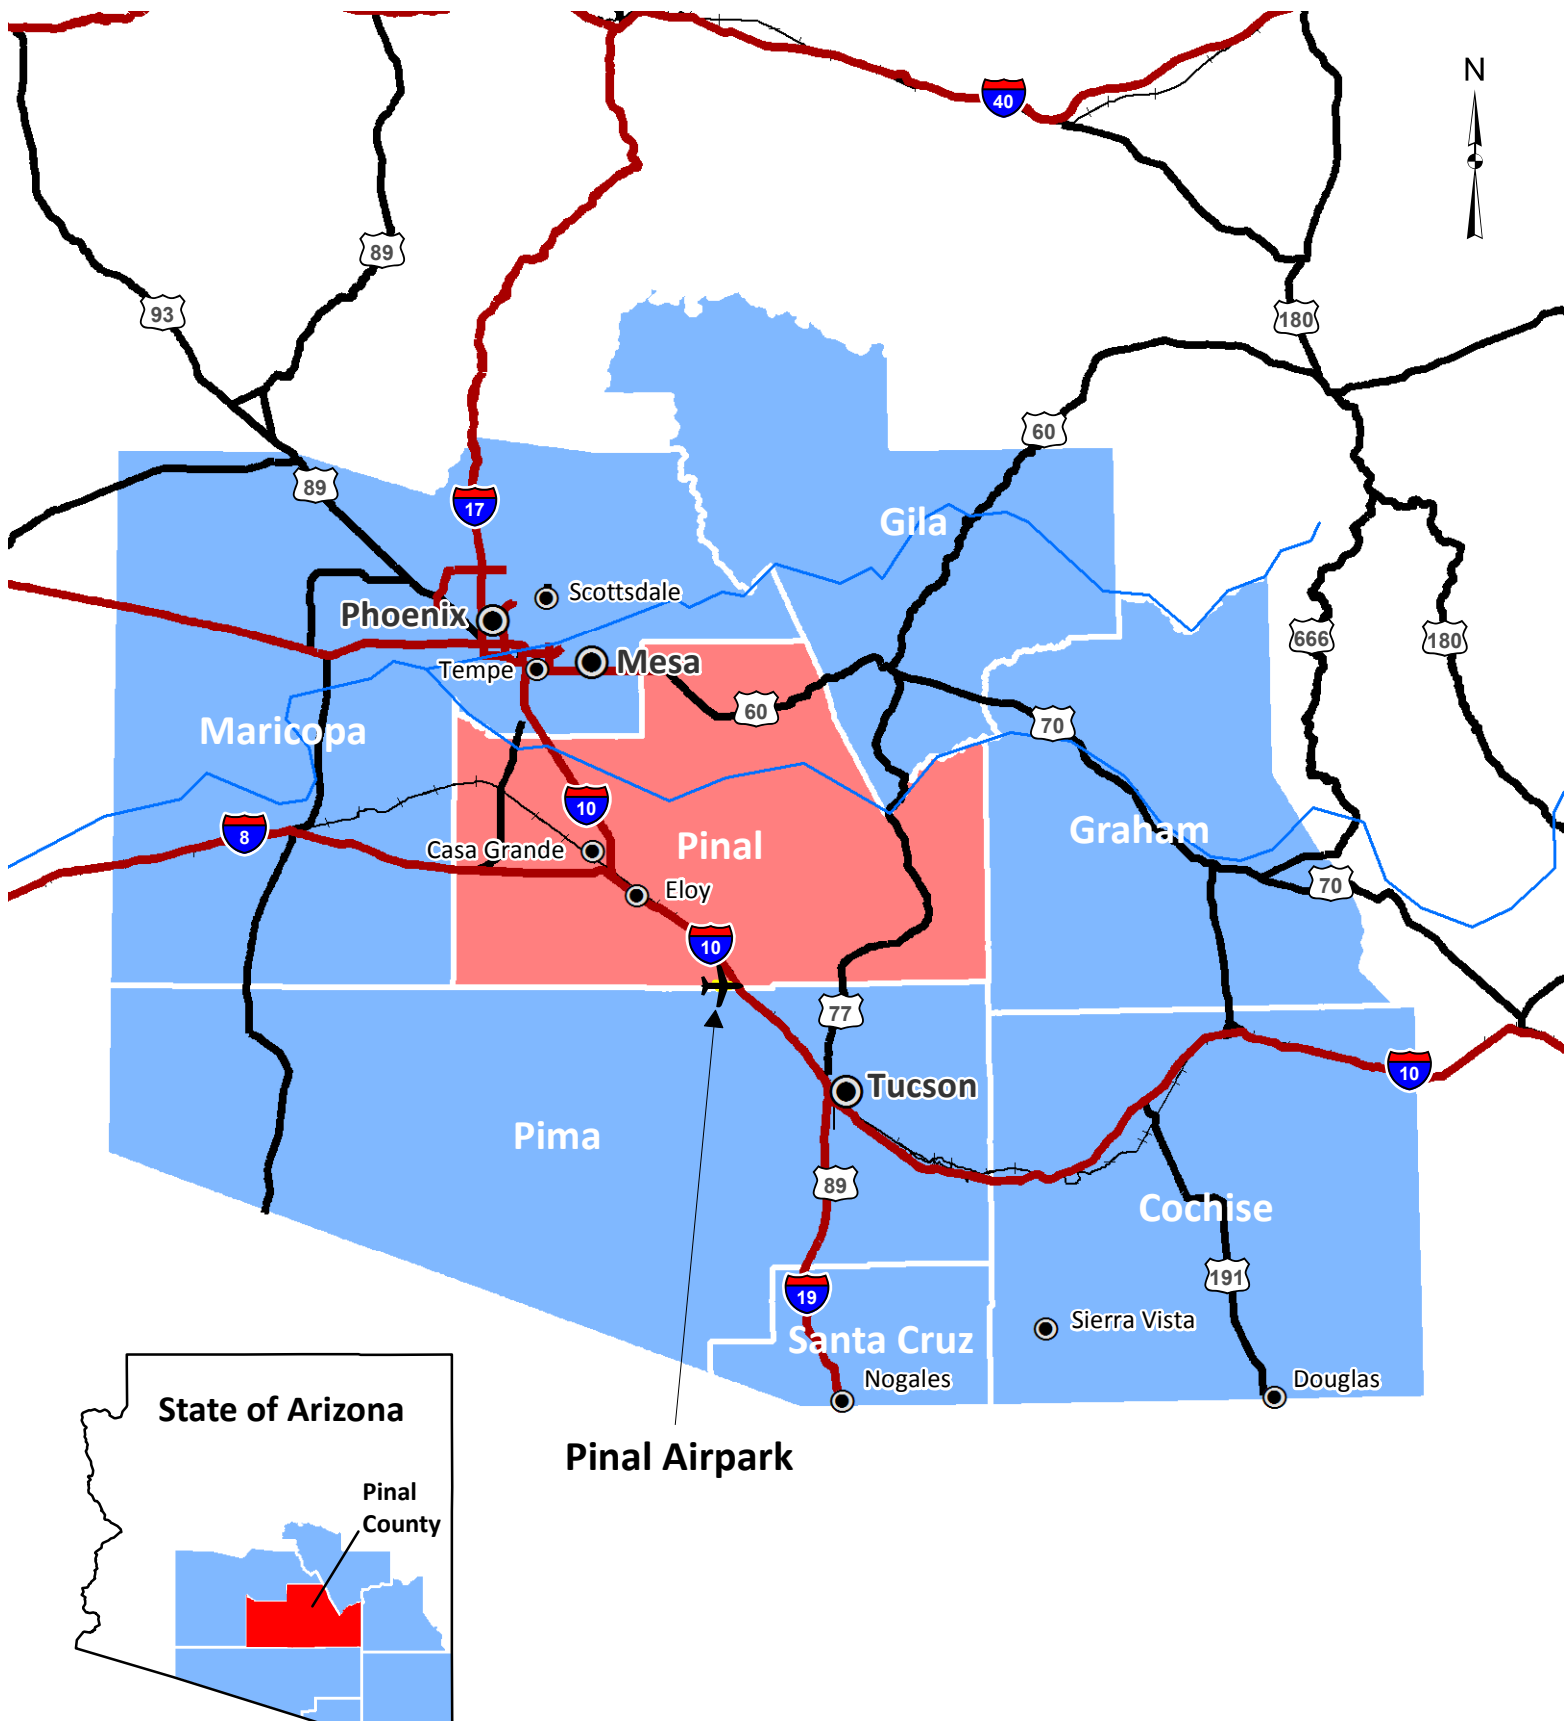 N
40
89
93
180
60
89
17
Gila
Scottsdale
Phoenix
666
180
Tempe
Mesa
60
70
Maricopa
10
8
Casa Grande
Pinal
Graham
Eloy
70
10
77
10
Tucson
Pima
89
Cochise
191
19
Sierra Vista
Santa Cruz
Nogales
Douglas
State of Arizona
Pinal Airpark
Pinal
County